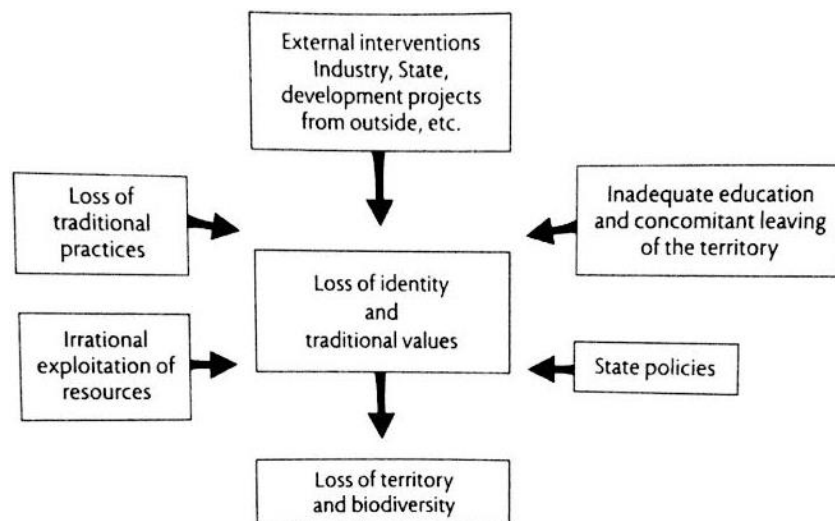 External interventions
Industry, State,
development projects
from outside, etc.
Loss of
traditional
practices
Inadequate education
and concomitant leaving
of the territory
Loss of identity
and
traditional values
Irrational
exploitation of
resources
State policies
Loss of territory
and biodiversity